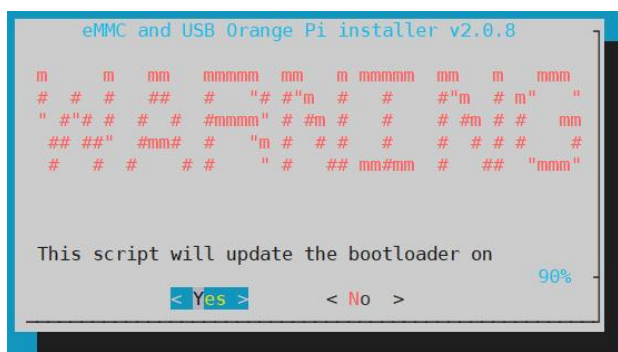 eMMC and USB Orange Pi installer v2.0.8
WARNING
This script will update the bootloader on
90%
< Yes > < No >